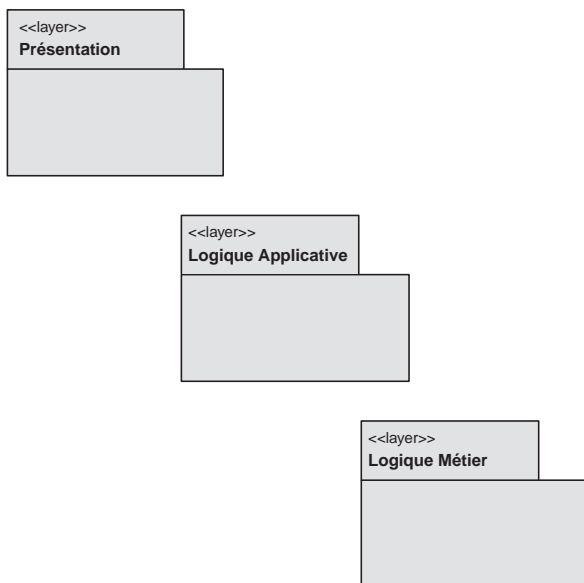 <<layer>>
Présentation
<<layer>>
Logique Applicative
<<layer>>
Logique Métier